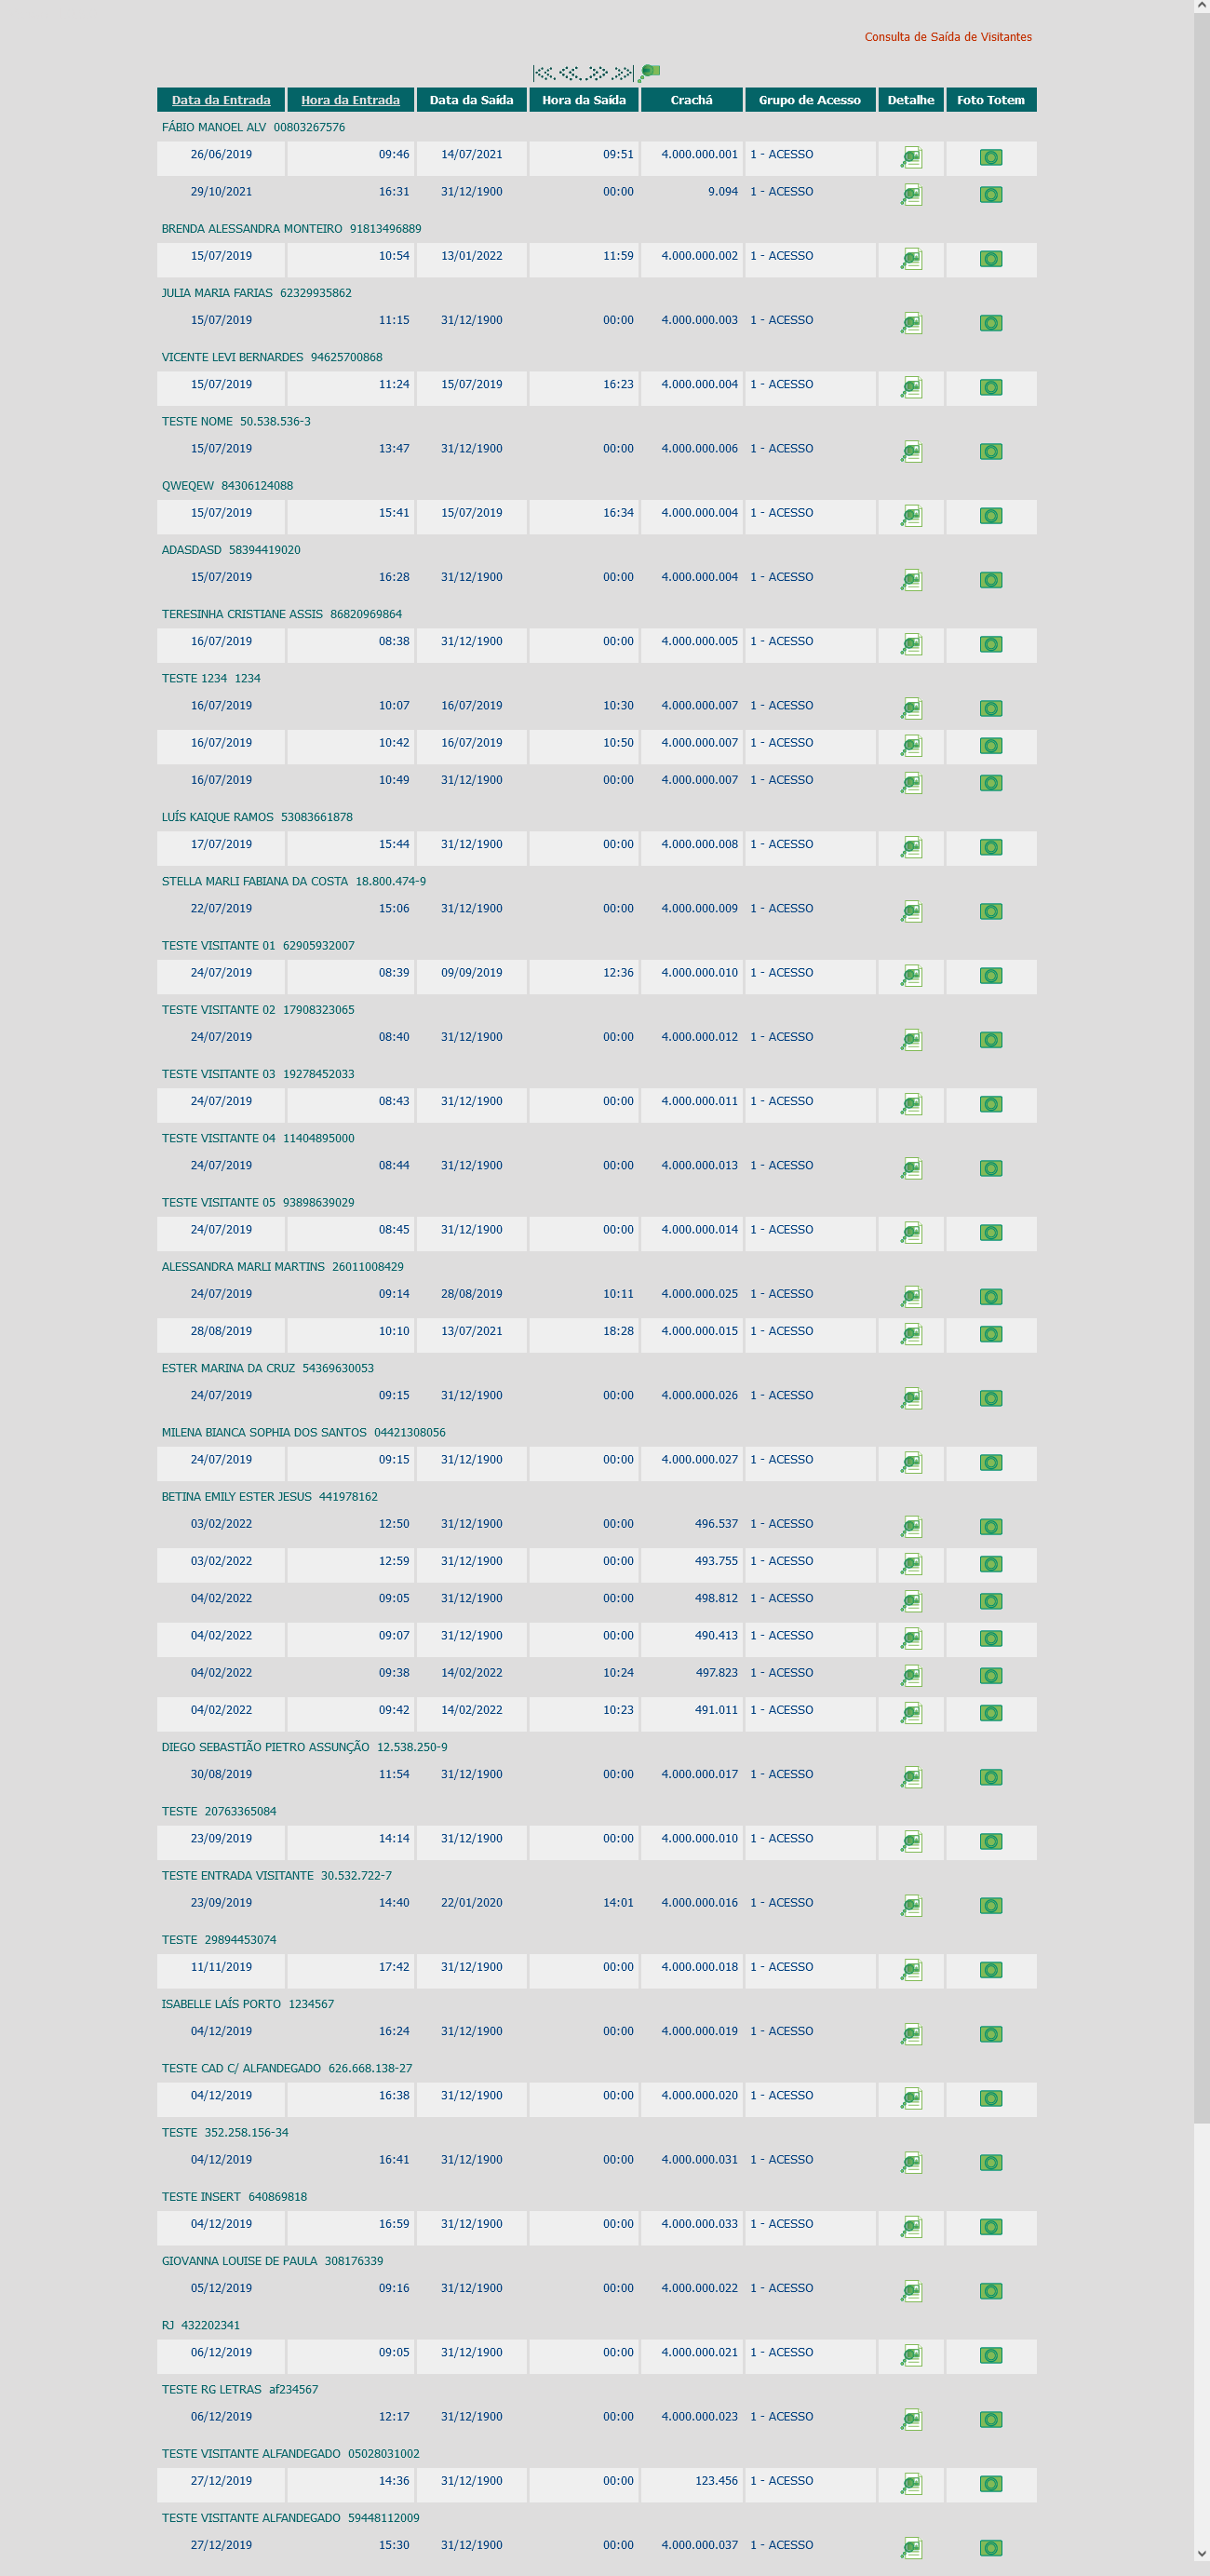 Consulta de Saída de Visitantes
|<< << >> >>|
Data da Entrada Hora da Entrada Data da Saída Hora da Saída Crachá Grupo de Acesso Detalhe Foto Totem
FÁBIO MANOEL ALV 00803267576
26/06/2019 09:46 14/07/2021 09:51 4.000.000.001 1 - ACESSO
29/10/2021 16:31 31/12/1900 00:00 9.094 1 - ACESSO
BRENDA ALESSANDRA MONTEIRO 91813496889
15/07/2019 10:54 13/01/2022 11:59 4.000.000.002 1 - ACESSO
JULIA MARIA FARIAS 62329935862
15/07/2019 11:15 31/12/1900 00:00 4.000.000.003 1 - ACESSO
VICENTE LEVI BERNARDES 94625700868
15/07/2019 11:24 15/07/2019 16:23 4.000.000.004 1 - ACESSO
TESTE NOME 50.538.536-3
15/07/2019 13:47 31/12/1900 00:00 4.000.000.006 1 - ACESSO
QWEQEW 84306124088
15/07/2019 15:41 15/07/2019 16:34 4.000.000.004 1 - ACESSO
ADASDASD 58394419020
15/07/2019 16:28 31/12/1900 00:00 4.000.000.004 1 - ACESSO
TERESINHA CRISTIANE ASSIS 86820969864
16/07/2019 08:38 31/12/1900 00:00 4.000.000.005 1 - ACESSO
TESTE 1234 1234
16/07/2019 10:07 16/07/2019 10:30 4.000.000.007 1 - ACESSO
16/07/2019 10:42 16/07/2019 10:50 4.000.000.007 1 - ACESSO
16/07/2019 10:49 31/12/1900 00:00 4.000.000.007 1 - ACESSO
LUÍS KAIQUE RAMOS 53083661878
17/07/2019 15:44 31/12/1900 00:00 4.000.000.008 1 - ACESSO
STELLA MARLI FABIANA DA COSTA 18.800.474-9
22/07/2019 15:06 31/12/1900 00:00 4.000.000.009 1 - ACESSO
TESTE VISITANTE 01 62905932007
24/07/2019 08:39 09/09/2019 12:36 4.000.000.010 1 - ACESSO
TESTE VISITANTE 02 17908323065
24/07/2019 08:40 31/12/1900 00:00 4.000.000.012 1 - ACESSO
TESTE VISITANTE 03 19278452033
24/07/2019 08:43 31/12/1900 00:00 4.000.000.011 1 - ACESSO
TESTE VISITANTE 04 11404895000
24/07/2019 08:44 31/12/1900 00:00 4.000.000.013 1 - ACESSO
TESTE VISITANTE 05 93898639029
24/07/2019 08:45 31/12/1900 00:00 4.000.000.014 1 - ACESSO
ALESSANDRA MARLI MARTINS 26011008429
24/07/2019 09:14 28/08/2019 10:11 4.000.000.025 1 - ACESSO
28/08/2019 10:10 13/07/2021 18:28 4.000.000.015 1 - ACESSO
ESTER MARINA DA CRUZ 54369630053
24/07/2019 09:15 31/12/1900 00:00 4.000.000.026 1 - ACESSO
MILENA BIANCA SOPHIA DOS SANTOS 04421308056
24/07/2019 09:15 31/12/1900 00:00 4.000.000.027 1 - ACESSO
BETINA EMILY ESTER JESUS 441978162
03/02/2022 12:50 31/12/1900 00:00 496.537 1 - ACESSO
03/02/2022 12:59 31/12/1900 00:00 493.755 1 - ACESSO
04/02/2022 09:05 31/12/1900 00:00 498.812 1 - ACESSO
04/02/2022 09:07 31/12/1900 00:00 490.413 1 - ACESSO
04/02/2022 09:38 14/02/2022 10:24 497.823 1 - ACESSO
04/02/2022 09:42 14/02/2022 10:23 491.011 1 - ACESSO
DIEGO SEBASTIÃO PIETRO ASSUNÇÃO 12.538.250-9
30/08/2019 11:54 31/12/1900 00:00 4.000.000.017 1 - ACESSO
TESTE 20763365084
23/09/2019 14:14 31/12/1900 00:00 4.000.000.010 1 - ACESSO
TESTE ENTRADA VISITANTE 30.532.722-7
23/09/2019 14:40 22/01/2020 14:01 4.000.000.016 1 - ACESSO
TESTE 29894453074
11/11/2019 17:42 31/12/1900 00:00 4.000.000.018 1 - ACESSO
ISABELLE LAÍS PORTO 1234567
04/12/2019 16:24 31/12/1900 00:00 4.000.000.019 1 - ACESSO
TESTE CAD C/ ALFANDEGADO 626.668.138-27
04/12/2019 16:38 31/12/1900 00:00 4.000.000.020 1 - ACESSO
TESTE 352.258.156-34
04/12/2019 16:41 31/12/1900 00:00 4.000.000.031 1 - ACESSO
TESTE INSERT 640869818
04/12/2019 16:59 31/12/1900 00:00 4.000.000.033 1 - ACESSO
GIOVANNA LOUISE DE PAULA 308176339
05/12/2019 09:16 31/12/1900 00:00 4.000.000.022 1 - ACESSO
RJ 432202341
06/12/2019 09:05 31/12/1900 00:00 4.000.000.021 1 - ACESSO
TESTE RG LETRAS af234567
06/12/2019 12:17 31/12/1900 00:00 4.000.000.023 1 - ACESSO
TESTE VISITANTE ALFANDEGADO 05028031002
27/12/2019 14:36 31/12/1900 00:00 123.456 1 - ACESSO
TESTE VISITANTE ALFANDEGADO 59448112009
27/12/2019 15:30 31/12/1900 00:00 4.000.000.037 1 - ACESSO